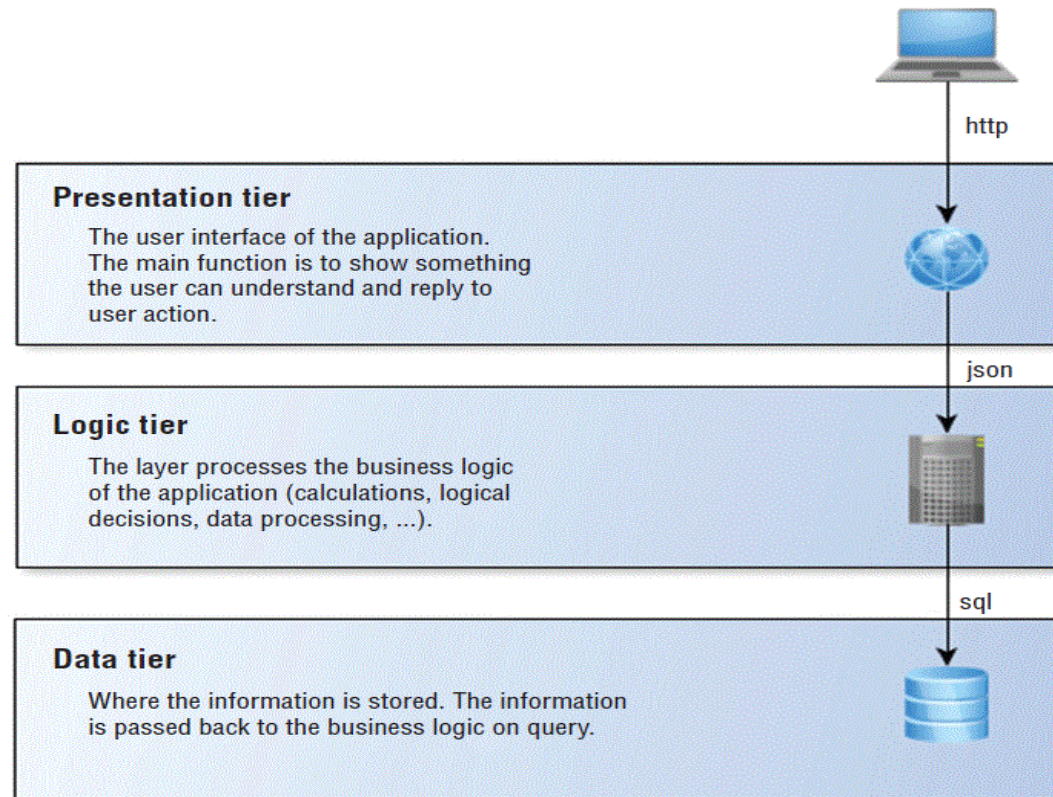 http
Presentation tier
The user interface of the application.
The main function is to show something
the user can understand and reply to
user action.
json
Logic tier
The layer processes the business logic
of the application (calculations, logical
decisions, data processing, ...).
sql
Data tier
Where the information is stored. The information
is passed back to the business logic on query.